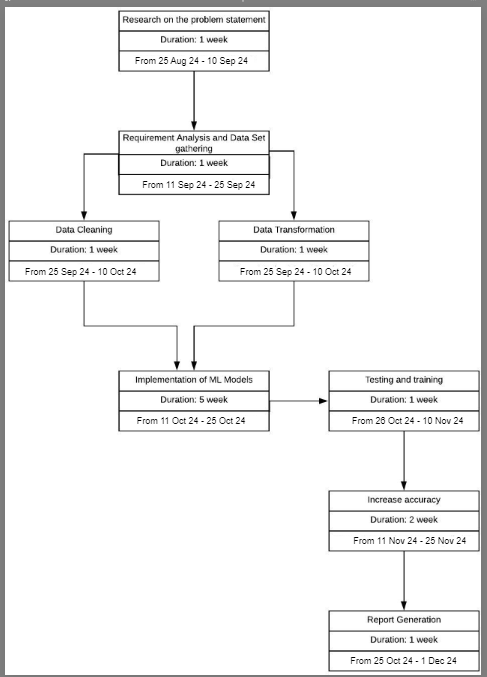 Research on the problem statement
Duration: 1 week
From 25 Aug 24 - 10 Sep 24
Requirement Analysis and Data Set
gathering
Duration: 1 week
From 11 Sep 24 - 25 Sep 24
Data Cleaning
Duration: 1 week
From 25 Sep 24 - 10 Oct 24
Data Transformation
Duration: 1 week
From 25 Sep 24 - 10 Oct 24
Implementation of ML Models
Duration: 5 week
From 11 Oct 24 - 25 Oct 24
Testing and training
Duration: 1 week
From 26 Oct 24 - 10 Nov 24
Increase accuracy
Duration: 2 week
From 11 Nov 24 - 25 Nov 24
Report Generation
Duration: 1 week
From 25 Oct 24 - 1 Dec 24